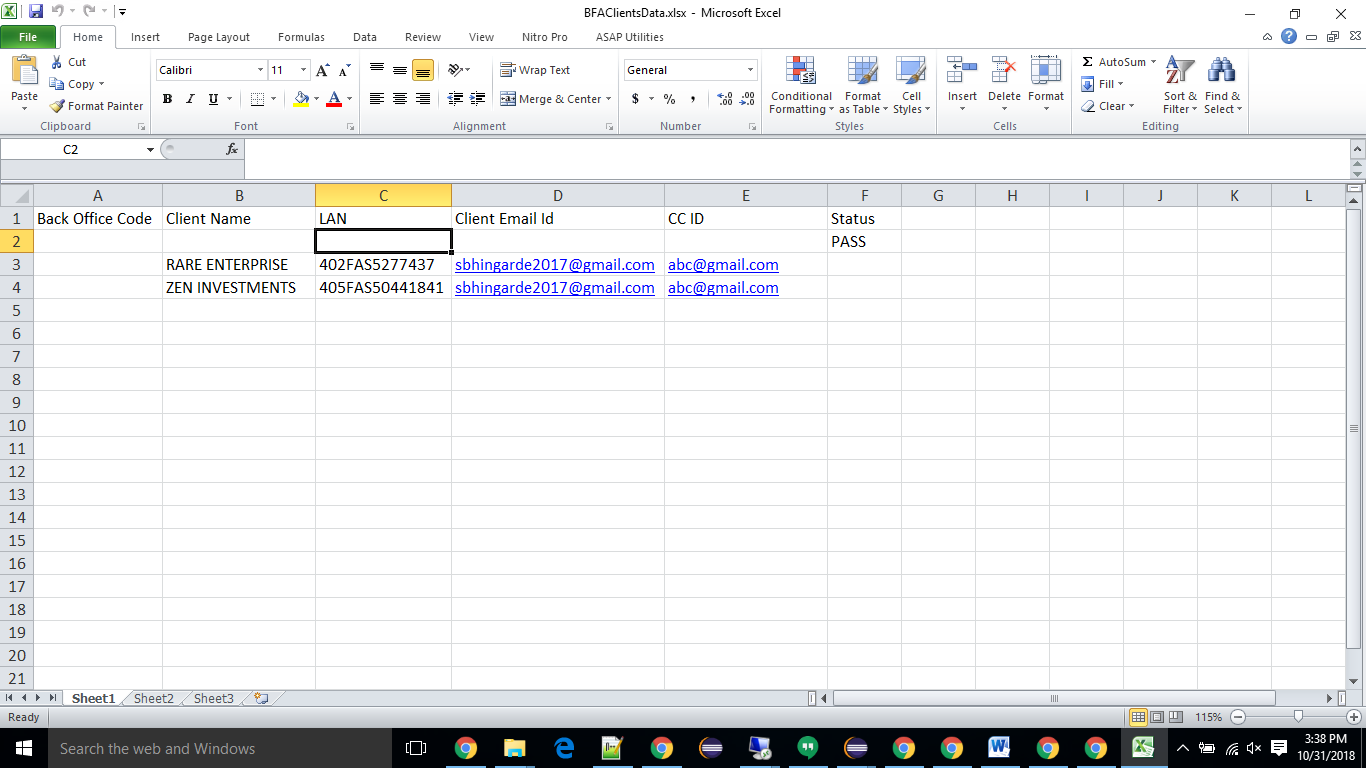 BFAClientsData.xlsx - Microsoft Excel
File Home Insert Page Layout Formulas Data Review View Nitro Pro ASAP Utilities
Paste
Cut
Copy
Format Painter
Clipboard
Calibri 11
B I U
Font
Wrap Text
Merge & Center
Alignment
General
$ % ,
Number
Conditional Formatting
Format as Table
Cell Styles
Styles
Insert Delete Format
Cells
Σ AutoSum
Fill
Clear
Sort & Filter
Find & Select
Editing
C2 fx
A B C D E F G H I J K L
1 Back Office Code Client Name LAN Client Email Id CC ID Status
2 PASS
3 RARE ENTERPRISE 402FAS5277437 sbhingarde2017@gmail.com abc@gmail.com
4 ZEN INVESTMENTS 405FAS50441841 sbhingarde2017@gmail.com abc@gmail.com
5
6
7
8
9
10
11
12
13
14
15
16
17
18
19
20
21
Sheet1 Sheet2 Sheet3
Ready 115%
Search the web and Windows
3:38 PM
10/31/2018